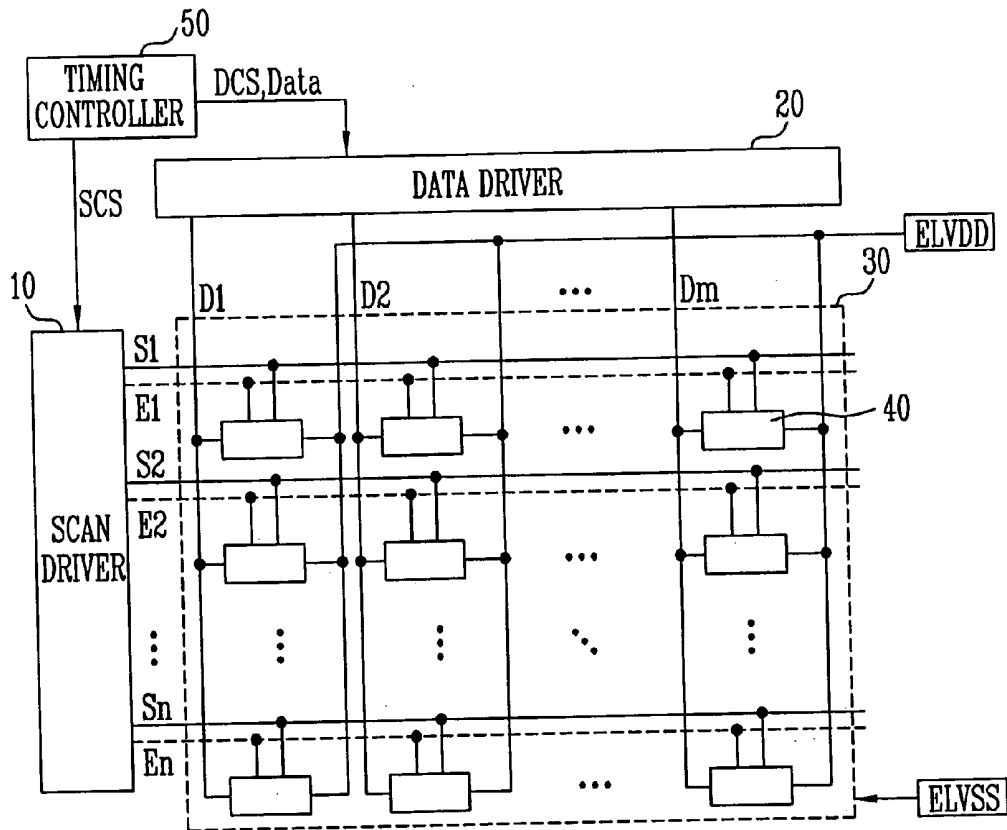 50
TIMING
CONTROLLER
DCS,Data
20
DATA DRIVER
SCS
ELVDD
10
30
D1
D2
...
Dm
S1
E1
40
...
S2
SCAN
DRIVER
E2
...
...
Sn
En
...
ELVSS